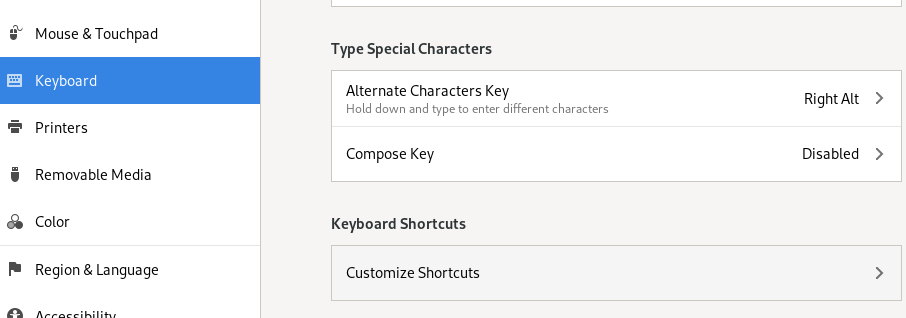 Mouse & Touchpad
Keyboard
Printers
Removable Media
Color
Region & Language
Accessibility
Type Special Characters
Alternate Characters Key
Hold down and type to enter different characters
Right Alt
Compose Key
Disabled
Keyboard Shortcuts
Customize Shortcuts